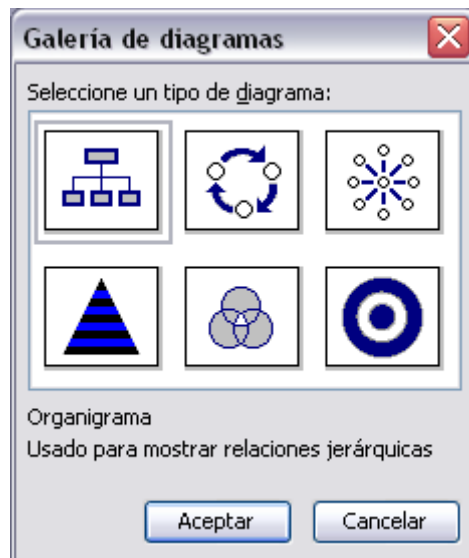 Galería de diagramas
Seleccione un tipo de diagrama:
Organigrama
Usado para mostrar relaciones jerárquicas
Aceptar
Cancelar